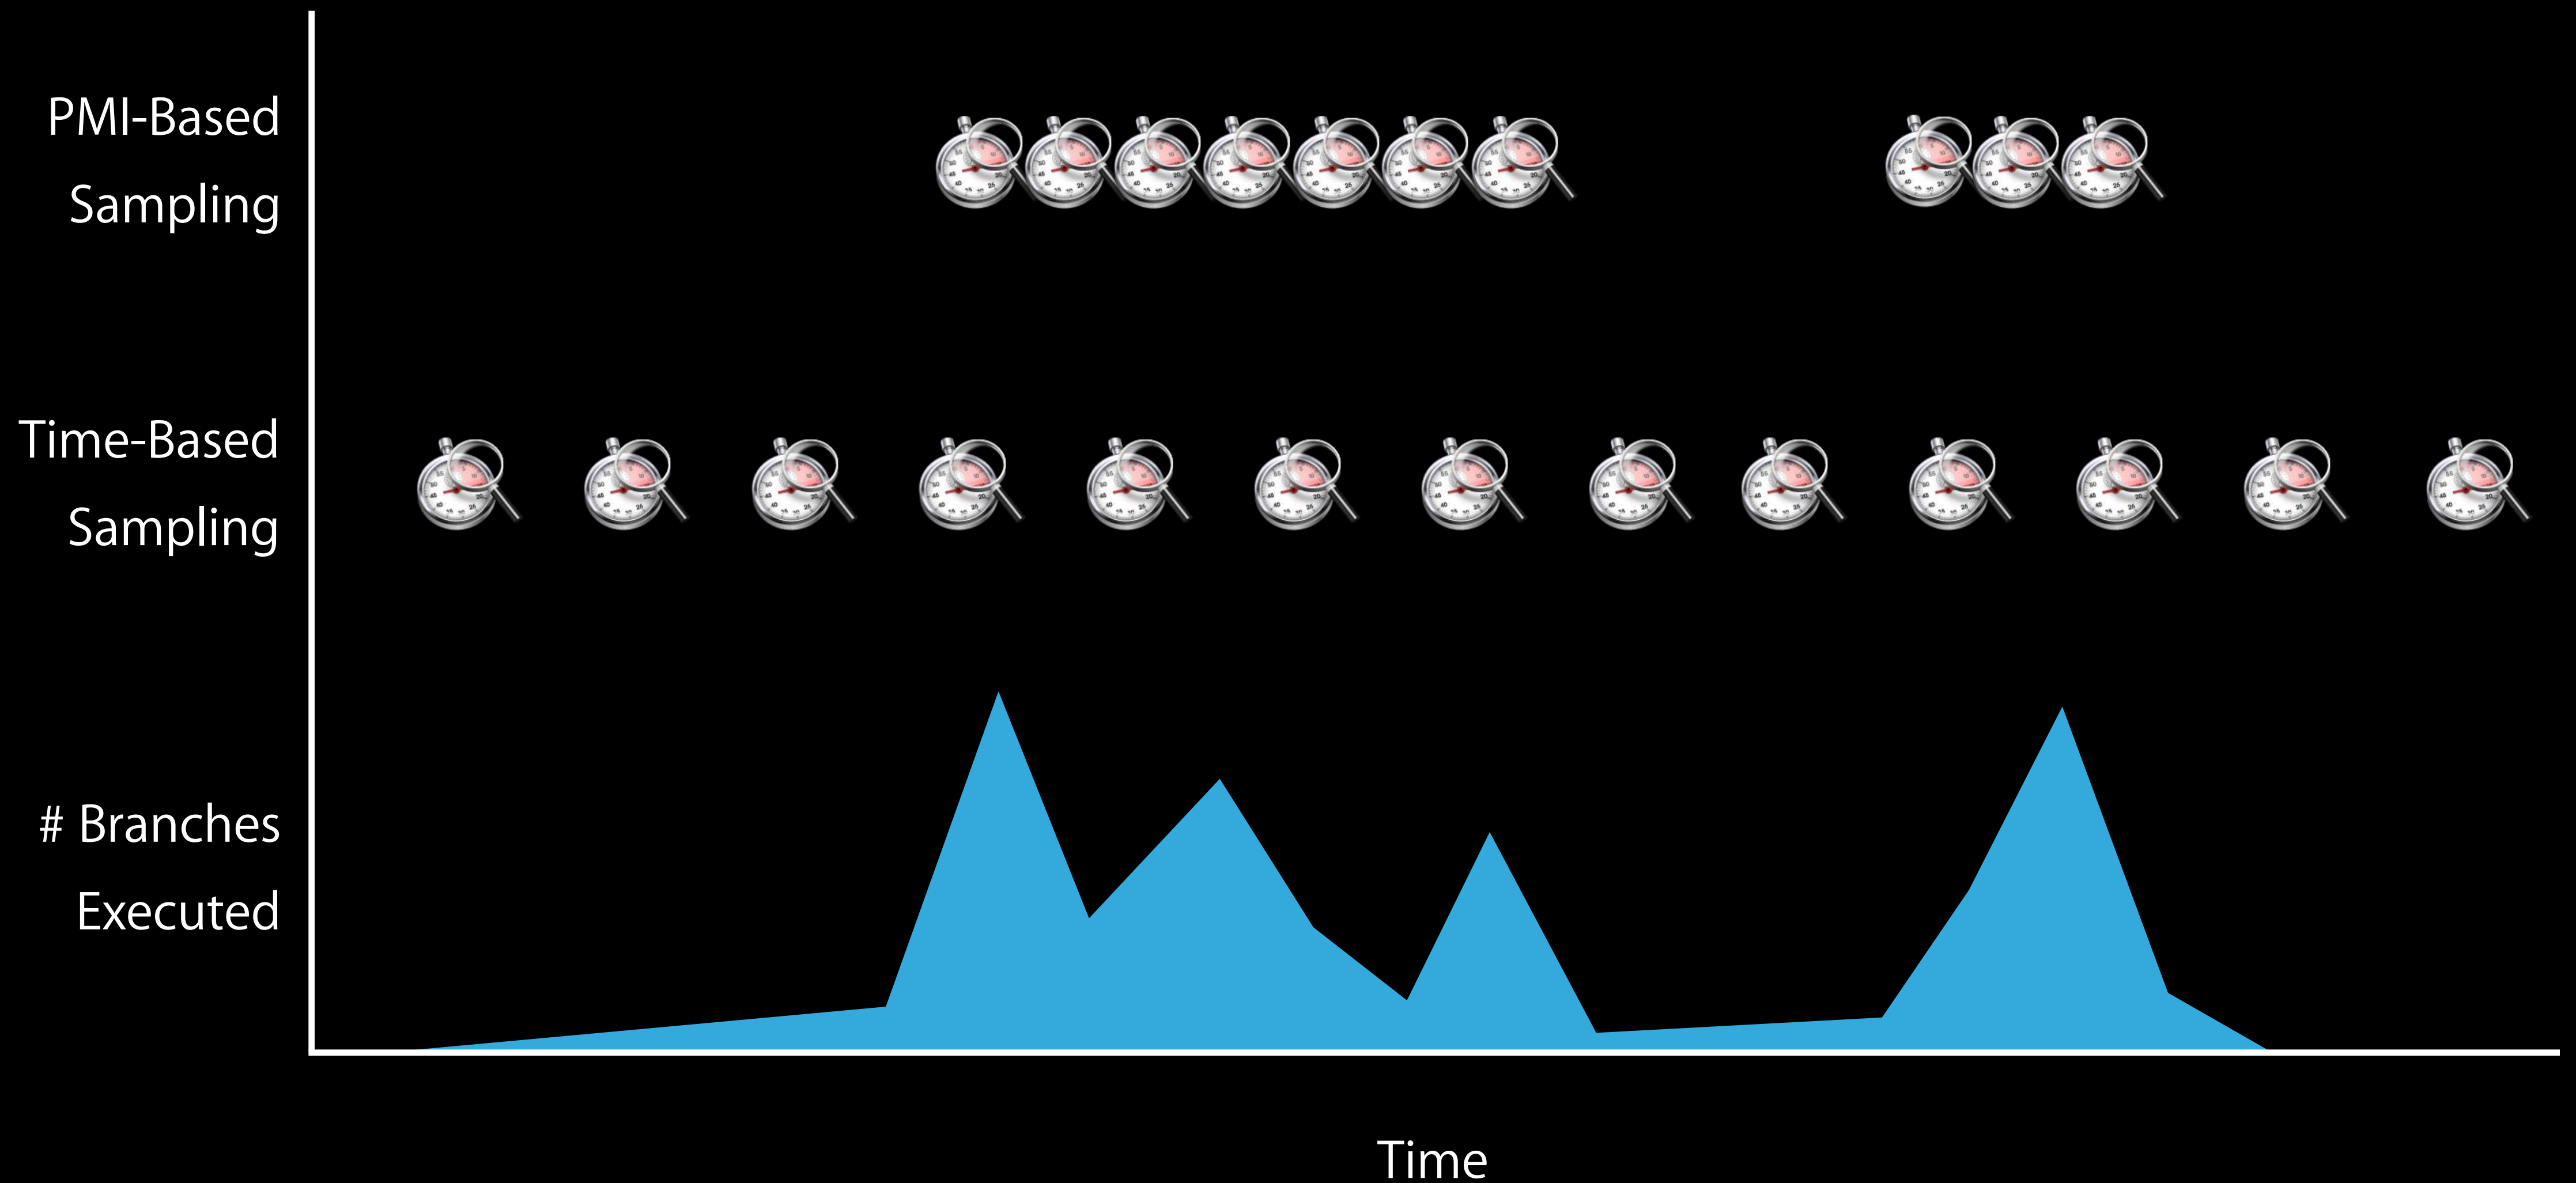 PMI-Based
Sampling
Time-Based
Sampling
# Branches
Executed
Time